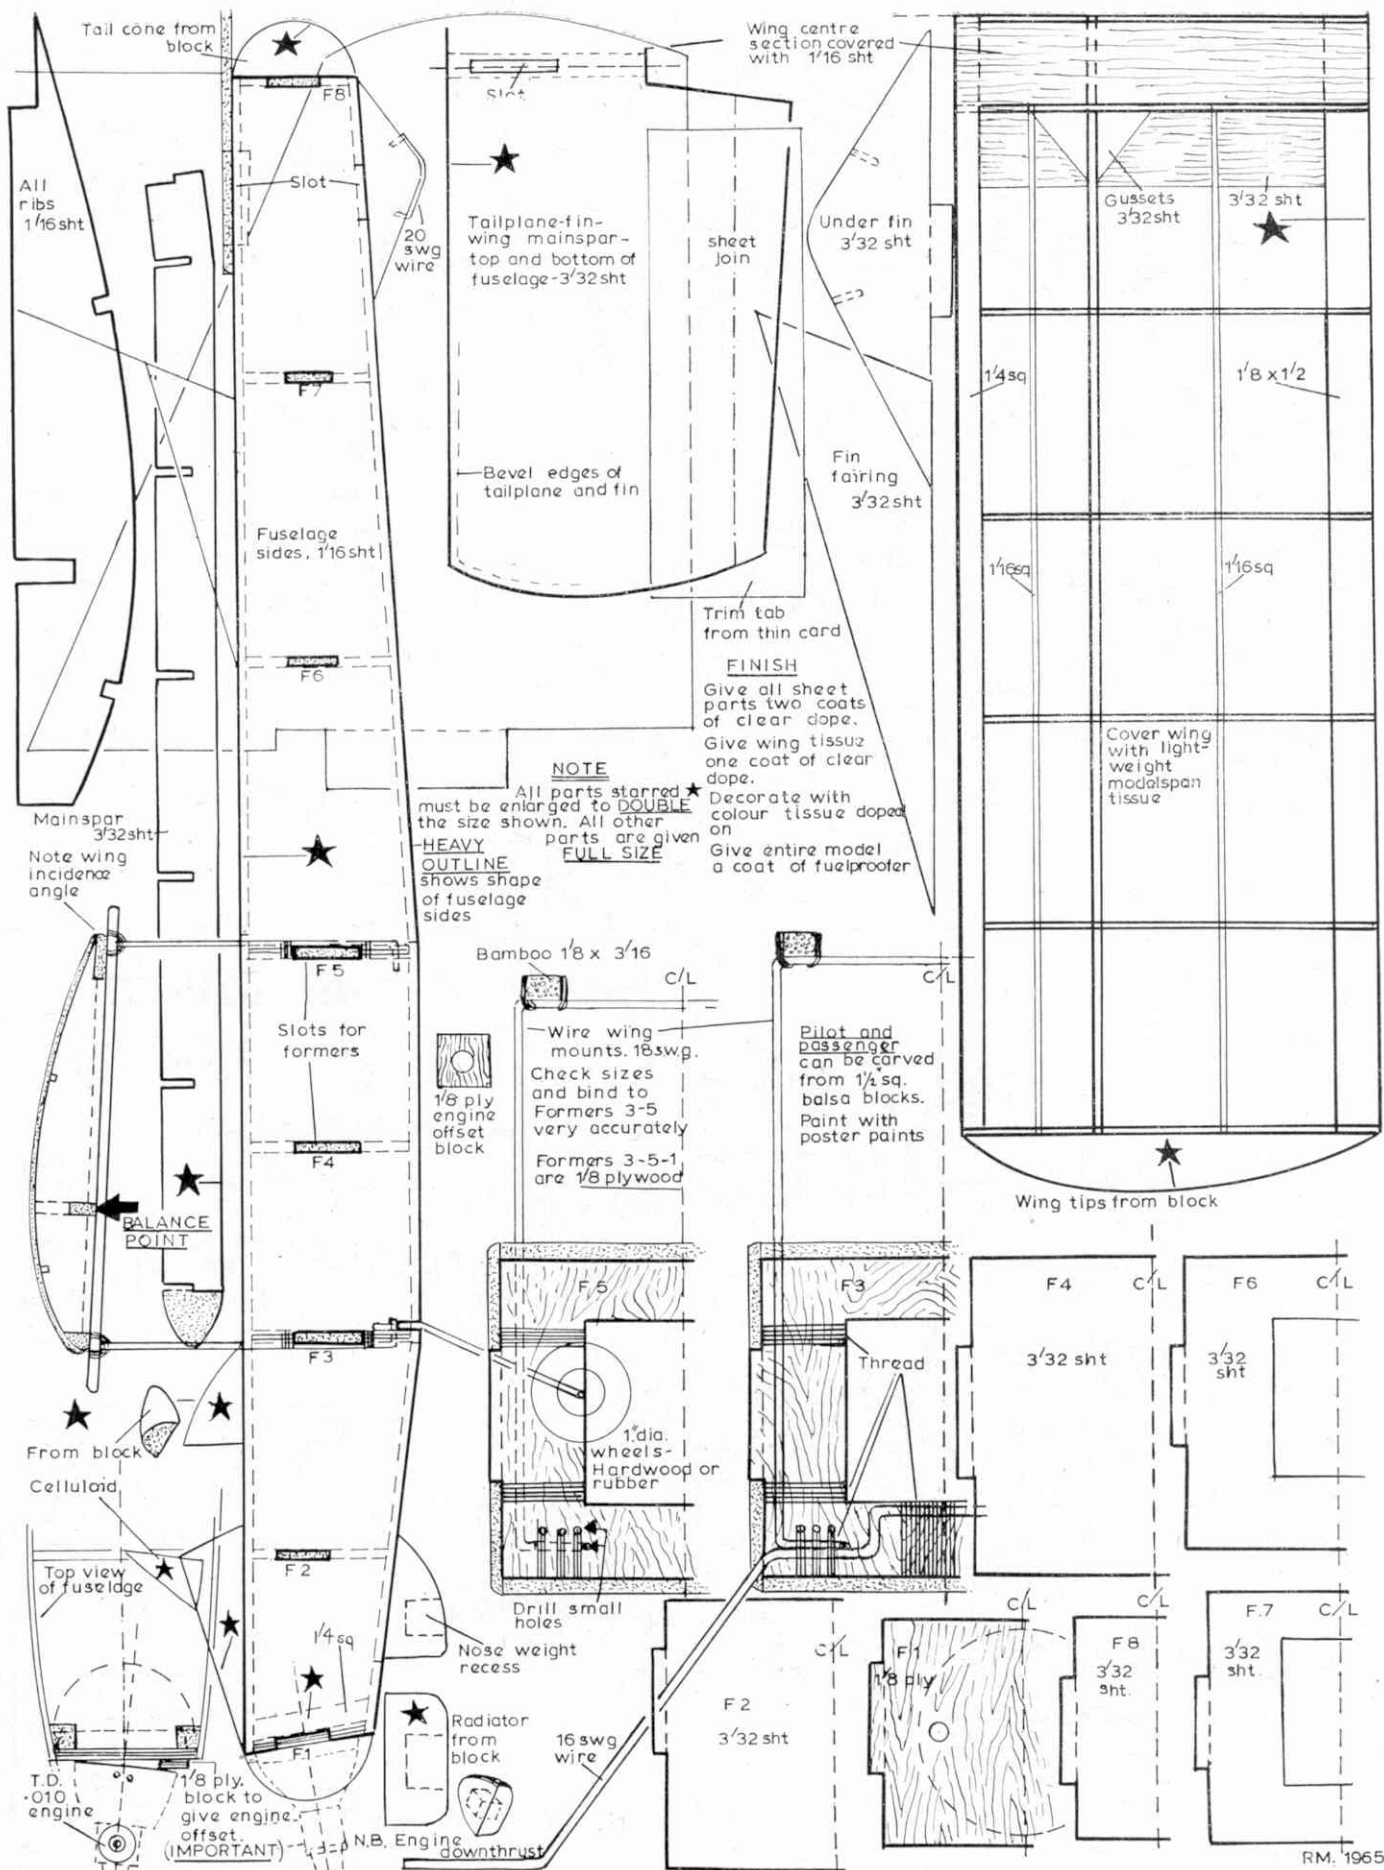 Tail cone from
block
F8
Slot
Wing centre
section covered
with 1/16 sht
All
ribs
1/16 sht
Slot
20
swg
wire
Tailplane-fin-
wing mainspar-
top and bottom of
fuselage-3/32 sht
sheet
join
Under fin
3/32 sht
Gussets
3/32 sht
3/32 sht
F7
1/4 sq
1/8 x 1/2
Bevel edges of
tailplane and fin
Fin
fairing
3/32 sht
Fuselage
sides, 1/16 sht
1/16 sq
1/16 sq
Trim tab
from thin card
F6
FINISH
Give all sheet
parts two coats
of clear dope.
Give wing tissue
one coat of clear
dope.
Decorate with
colour tissue doped
on
Give entire model
a coat of fuelproofer
Cover wing
with light-
weight
modelspan
tissue
NOTE
All parts starred ★
must be enlarged to DOUBLE
the size shown. All other
parts are given
FULL SIZE
HEAVY
OUTLINE
shows shape
of fuselage
sides
Mainspar
3/32 sht
Note wing
incidence
angle
F5
Bamboo 1/8 x 3/16
C/L
C/L
Slots for
formers
1/8 ply
engine
offset
block
Wire wing
mounts. 18 s.w.g.
Check sizes
and bind to
Formers 3-5
very accurately
Formers 3-5-1
are 1/8 plywood
Pilot and
passenger
can be carved
from 1½" sq.
balsa blocks.
Paint with
poster paints
F4
BALANCE
POINT
Wing tips from block
F5
F3
F4
C/L
3/32 sht
F6
C/L
3/32
sht
F3
Thread
From block
1" dia.
wheels-
Hardwood or
rubber
Celluloid
Top view
of fuselage
F2
Drill small
holes
1/4 sq
Nose weight
recess
F1
Radiator
from
block
16 swg
wire
C/L
F2
3/32 sht
C/L
F1
1/8 ply
C/L
F8
3/32
sht.
F.7
C/L
3/32
sht.
T.D.
.010
engine
1/8 ply.
block to
give engine
offset.
(IMPORTANT)
N.B. Engine
downthrust
RM. 1965